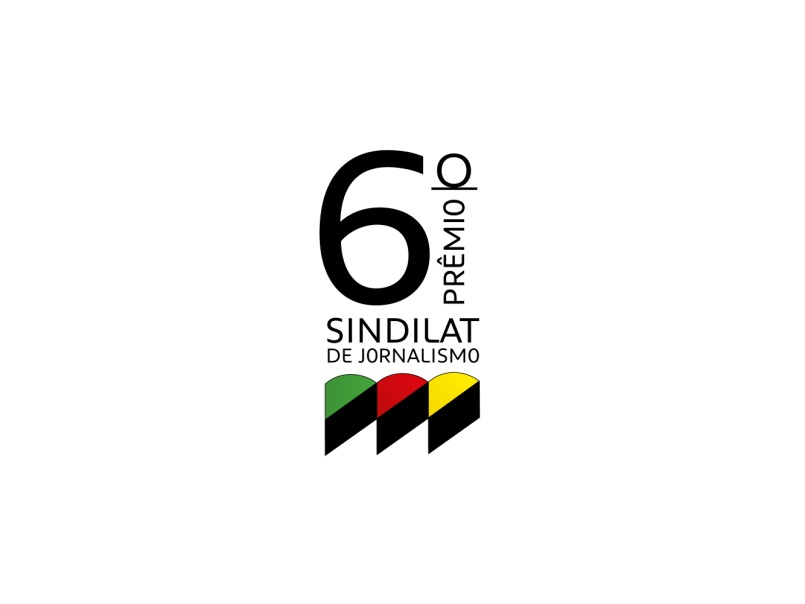 6º
PRÊMIO
SINDILAT
DE JORNALISMO